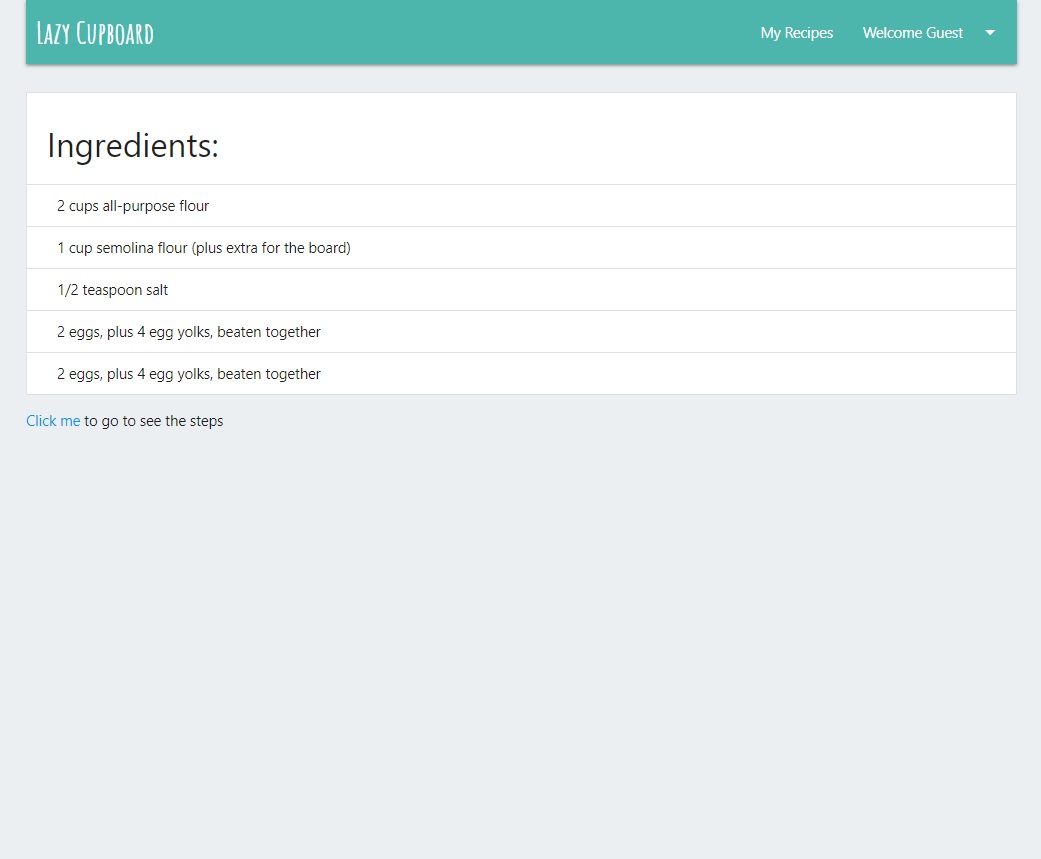 Lazy Cupboard
My Recipes Welcome Guest
Ingredients:
2 cups all-purpose flour
1 cup semolina flour (plus extra for the board)
1/2 teaspoon salt
2 eggs, plus 4 egg yolks, beaten together
2 eggs, plus 4 egg yolks, beaten together
Click me to go to see the steps